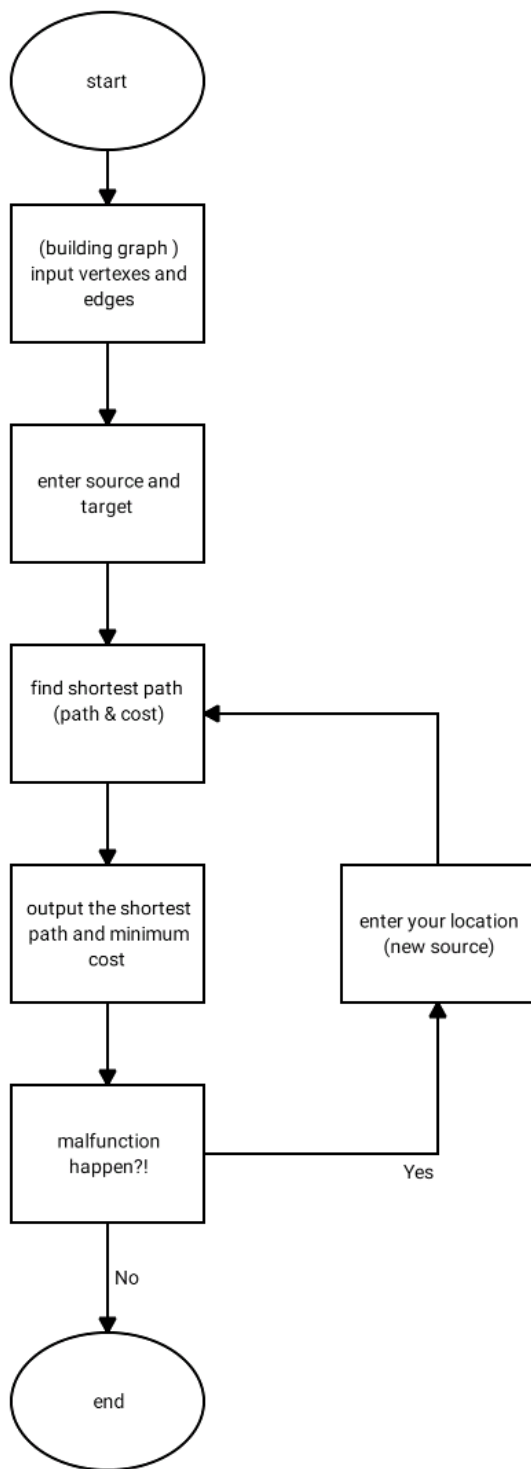 start
(building graph )
input vertexes and
edges
enter source and
target
find shortest path
(path & cost)
output the shortest
path and minimum
cost
enter your location
(new source)
malfunction
happen?!
Yes
No
end